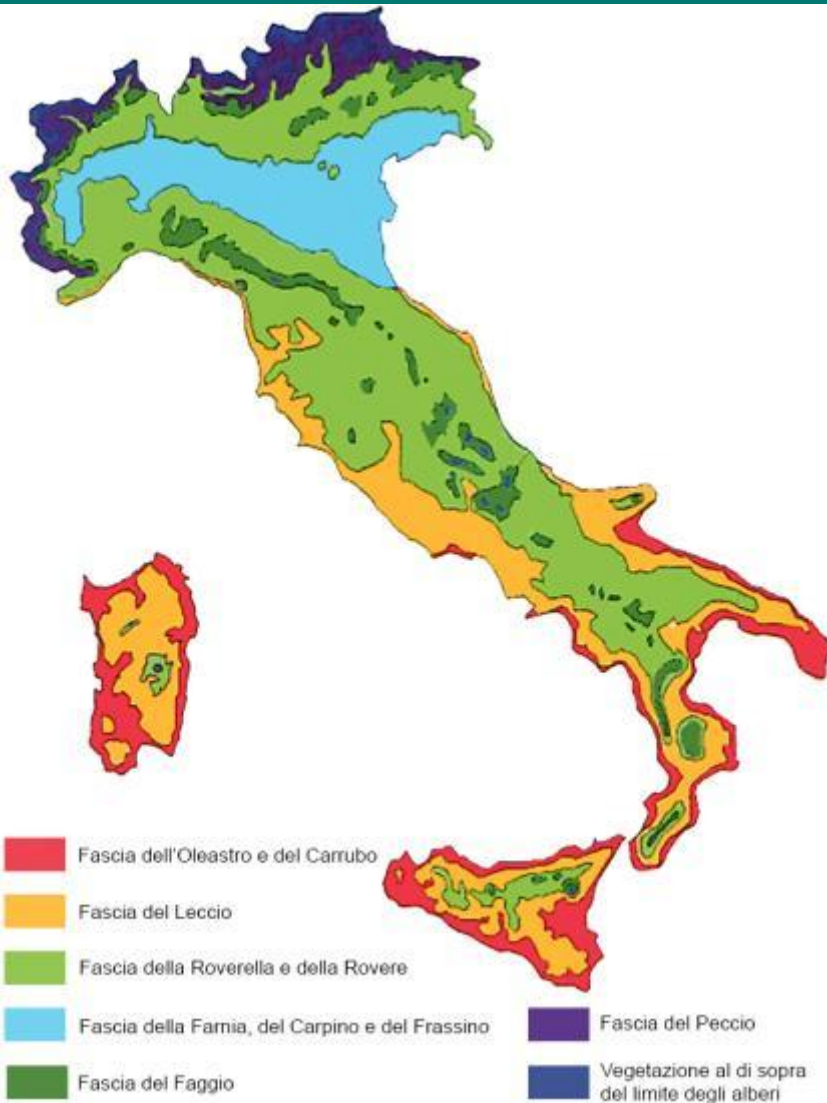 Fascia dell'Oleastro e del Carrubo
Fascia del Leccio
Fascia della Roverella e della Rovere
Fascia della Farnia, del Carpino e del Frassino
Fascia del Faggio
Fascia del Peccio
Vegetazione al di sopra
del limite degli alberi